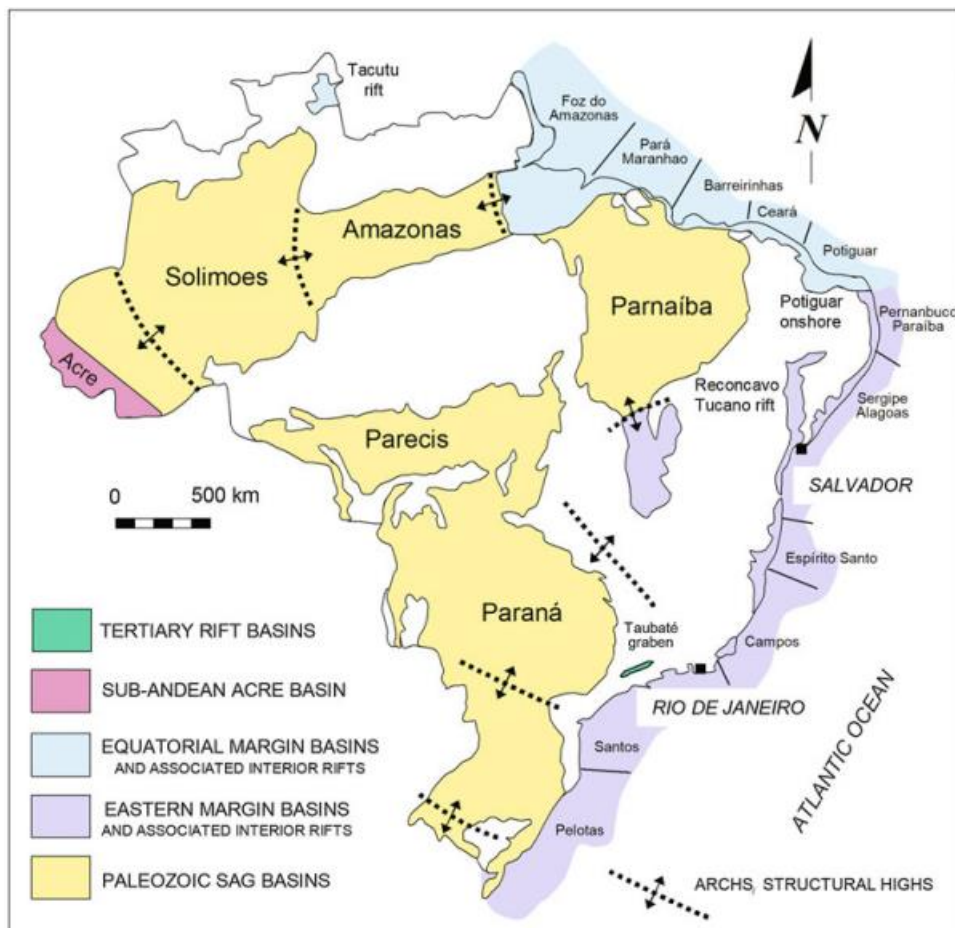 Tacutu
rift
Foz do
Amazonas
N
Pará
Maranhao
Barreirinhas
Ceará
Amazonas
Potiguar
Solimoes
Parnaíba
Potiguar
onshore
Pernanbuco
Paraíba
Acre
Reconcavo
Tucano rift
Sergipe
Alagoas
Parecis
0 500 km
SALVADOR
Espírito Santo
Paraná
TERTIARY RIFT BASINS
Taubaté
graben
Campos
SUB-ANDEAN ACRE BASIN
RIO DE JANEIRO
ATLANTIC OCEAN
EQUATORIAL MARGIN BASINS
AND ASSOCIATED INTERIOR RIFTS
Santos
EASTERN MARGIN BASINS
AND ASSOCIATED INTERIOR RIFTS
Pelotas
PALEOZOIC SAG BASINS
ARCHS, STRUCTURAL HIGHS